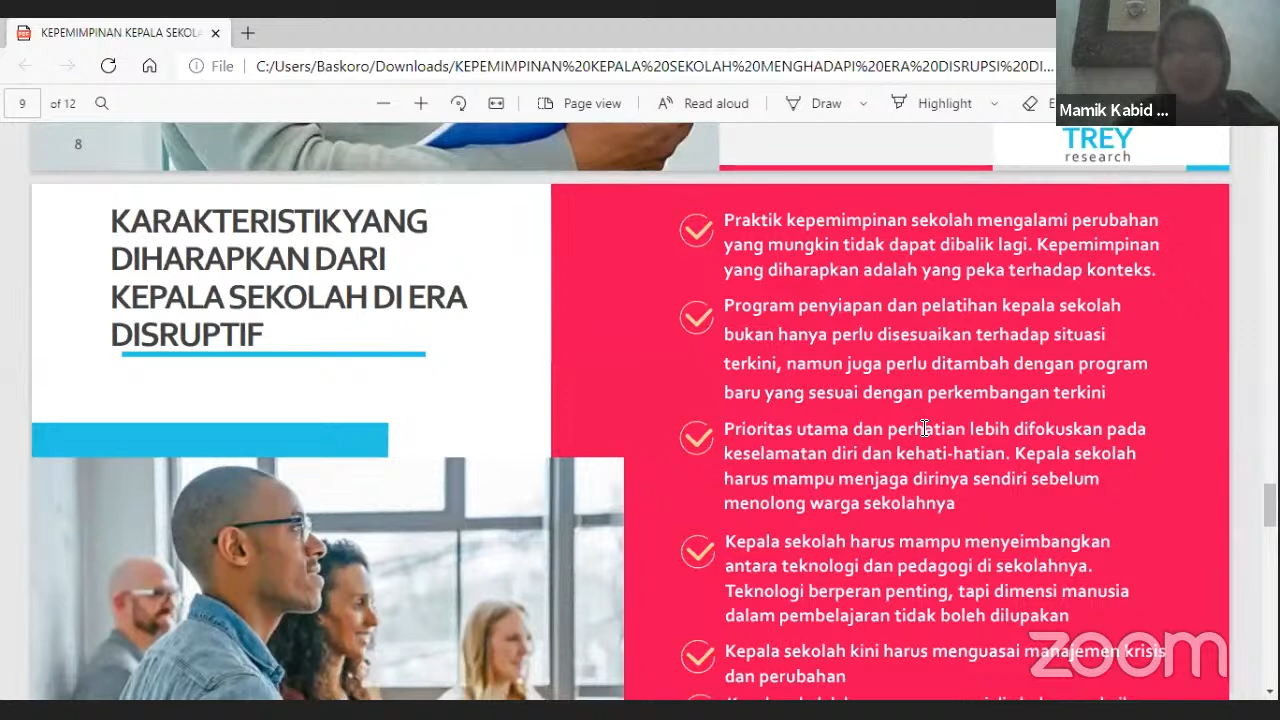 KEPEMIMPINAN KEPALA SEKOLA
File
C:/Users/Baskoro/Downloads/KEPEMIMPINAN%20KEPALA%20SEKOLAH%20MENGHADAPI%20ERA%20DISRUPSI%20DI...
9 of 12
Page view
Read aloud
Draw
Highlight
Mamik Kabid ...
8
TREY
research
KARAKTERISTIK YANG
DIHARAPKAN DARI
KEPALA SEKOLAH DI ERA
DISRUPTIF
Praktik kepemimpinan sekolah mengalami perubahan
yang mungkin tidak dapat dibalik lagi. Kepemimpinan
yang diharapkan adalah yang peka terhadap konteks.
Program penyiapan dan pelatihan kepala sekolah
bukan hanya perlu disesuaikan terhadap situasi
terkini, namun juga perlu ditambah dengan program
baru yang sesuai dengan perkembangan terkini
Prioritas utama dan perhatian lebih difokuskan pada
keselamatan diri dan kehati-hatian. Kepala sekolah
harus mampu menjaga dirinya sendiri sebelum
menolong warga sekolahnya
Kepala sekolah harus mampu menyeimbangkan
antara teknologi dan pedagogi di sekolahnya.
Teknologi berperan penting, tapi dimensi manusia
dalam pembelajaran tidak boleh dilupakan
Kepala sekolah kini harus menguasai manajemen krisis
dan perubahan
zoom